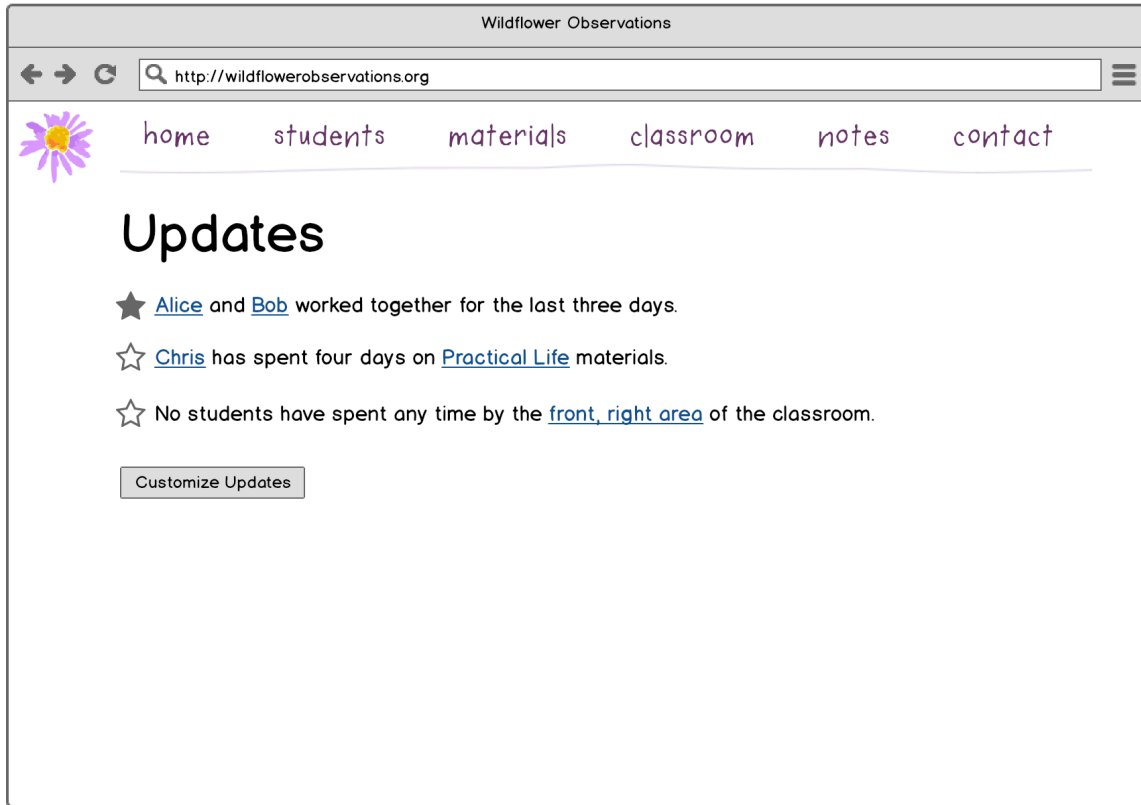 Wildflower Observations
http://wildflowerobservations.org
home students materials classroom notes contact
Updates
Alice and Bob worked together for the last three days.
Chris has spent four days on Practical Life materials.
No students have spent any time by the front, right area of the classroom.
Customize Updates